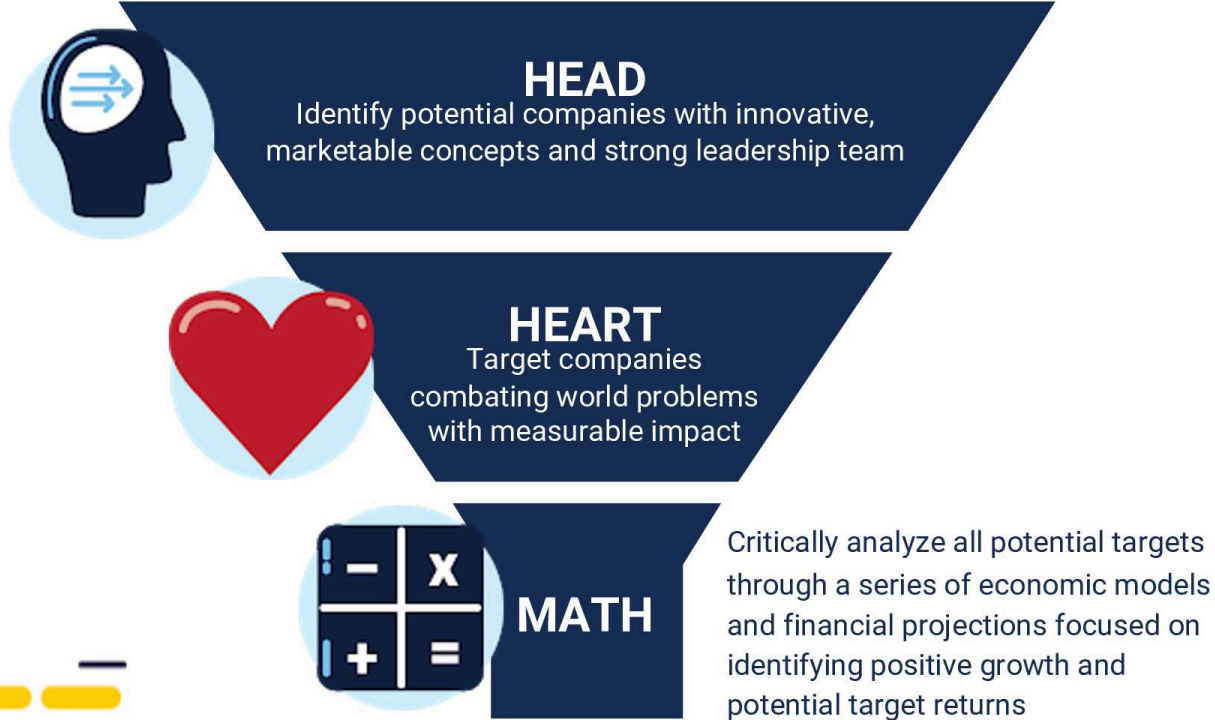 HEAD
Identify potential companies with innovative,
marketable concepts and strong leadership team
HEART
Target companies
combating world problems
with measurable impact
MATH
Critically analyze all potential targets
through a series of economic models
and financial projections focused on
identifying positive growth and
potential target returns